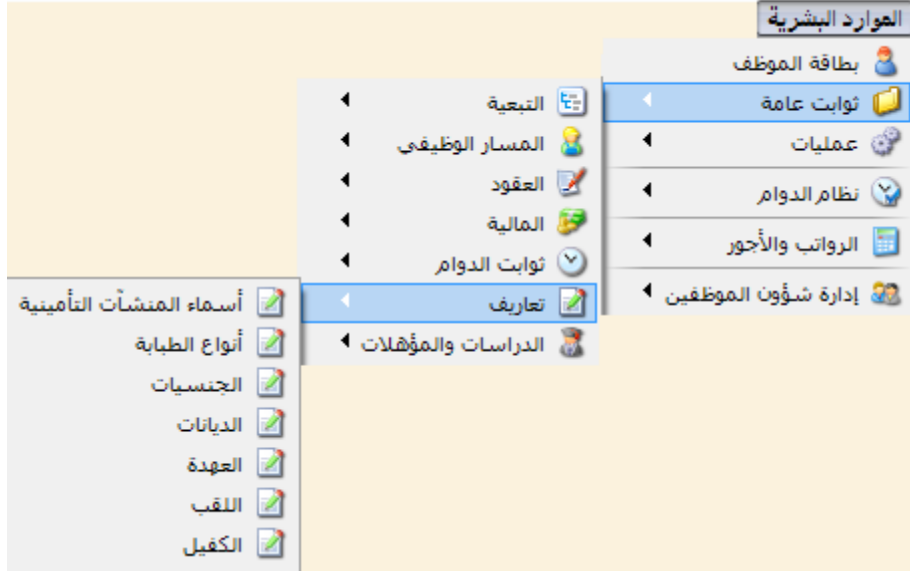 الموارد البشرية
بطاقة الموظف
ثوابت عامة
عمليات
نظام الدوام
الرواتب والأجور
إدارة شؤون الموظفين
التبعية
المسار الوظيفي
العقود
المالية
ثوابت الدوام
تعاريف
الدراسات والمؤهلات
أسماء المنشآت التأمينية
أنواع الطبابة
الجنسيات
الديانات
العهدة
اللقب
الكفيل